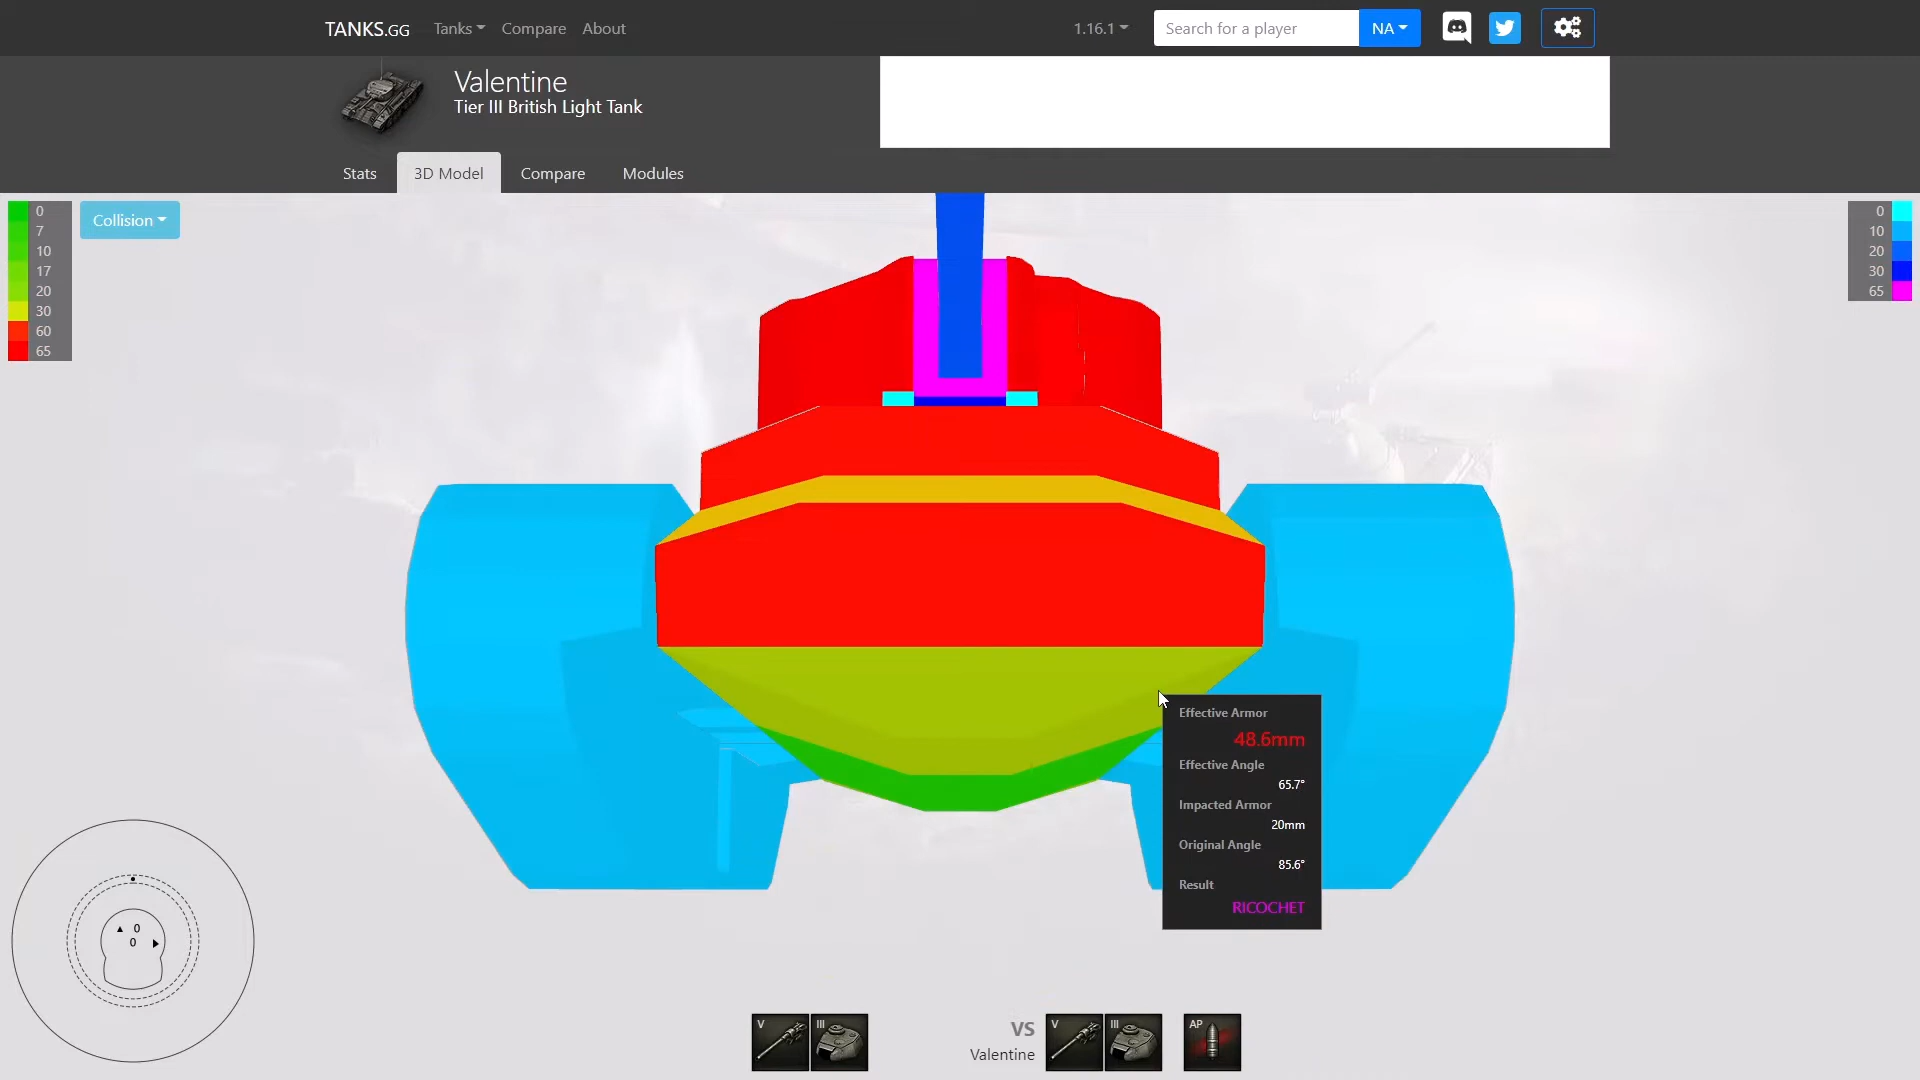 TANKS.GG Tanks Compare About 1.16.1 Search for a player NA
Valentine
Tier III British Light Tank
Stats 3D Model Compare Modules
Collision
0
7
10
17
20
30
60
65
0
10
20
30
65
Effective Armor
48.6mm
Effective Angle
65.7°
Impacted Armor
20mm
Original Angle
85.6°
Result
RICOCHET
0
0
V III VS V III AP
Valentine